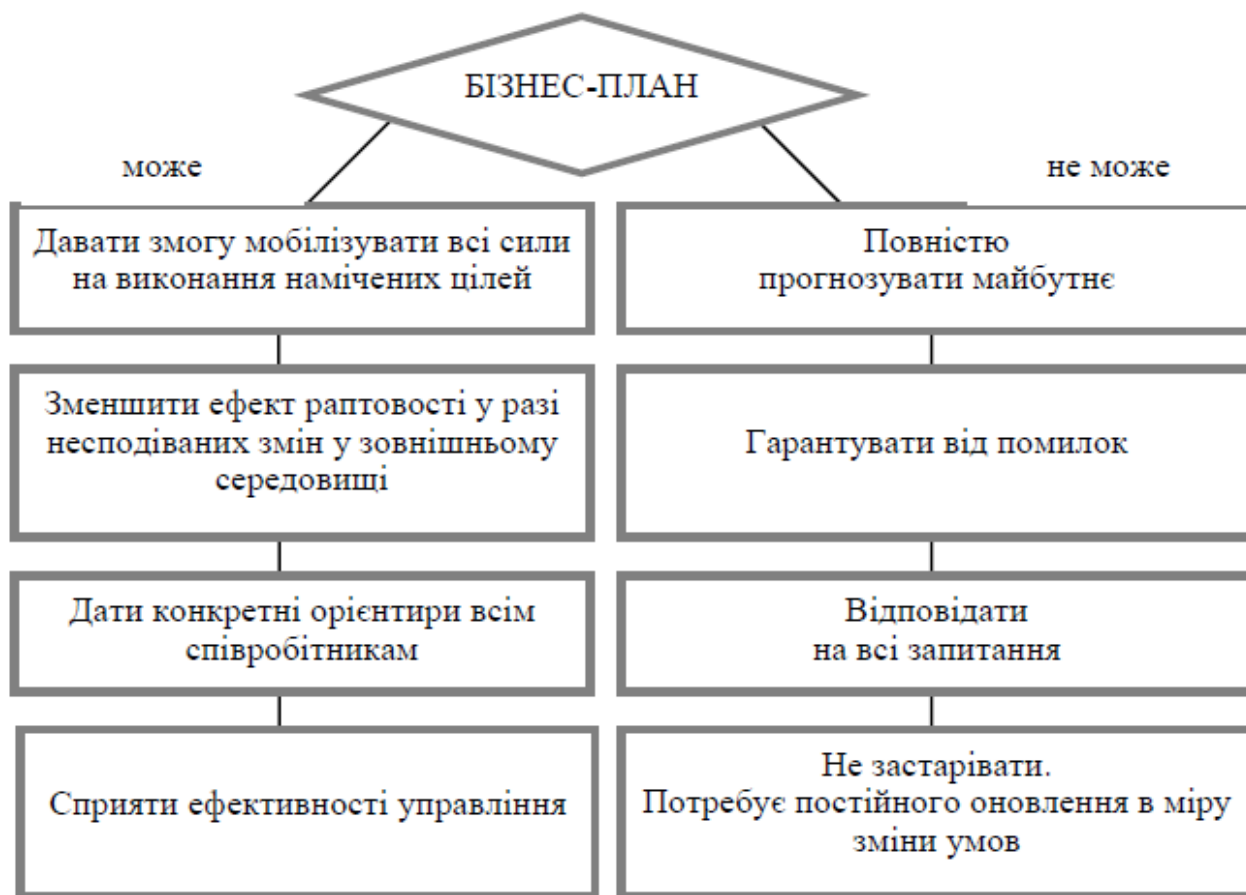 БІЗНЕС-ПЛАН
може
не може
Давати змогу мобілізувати всі сили
на виконання намічених цілей
Повністю
прогнозувати майбутнє
Зменшити ефект раптовості у разі
несподіваних змін у зовнішньому
середовищі
Гарантувати від помилок
Дати конкретні орієнтири всім
співробітникам
Відповідати
на всі запитання
Сприяти ефективності управління
Не застарівати.
Потребує постійного оновлення в міру
зміни умов